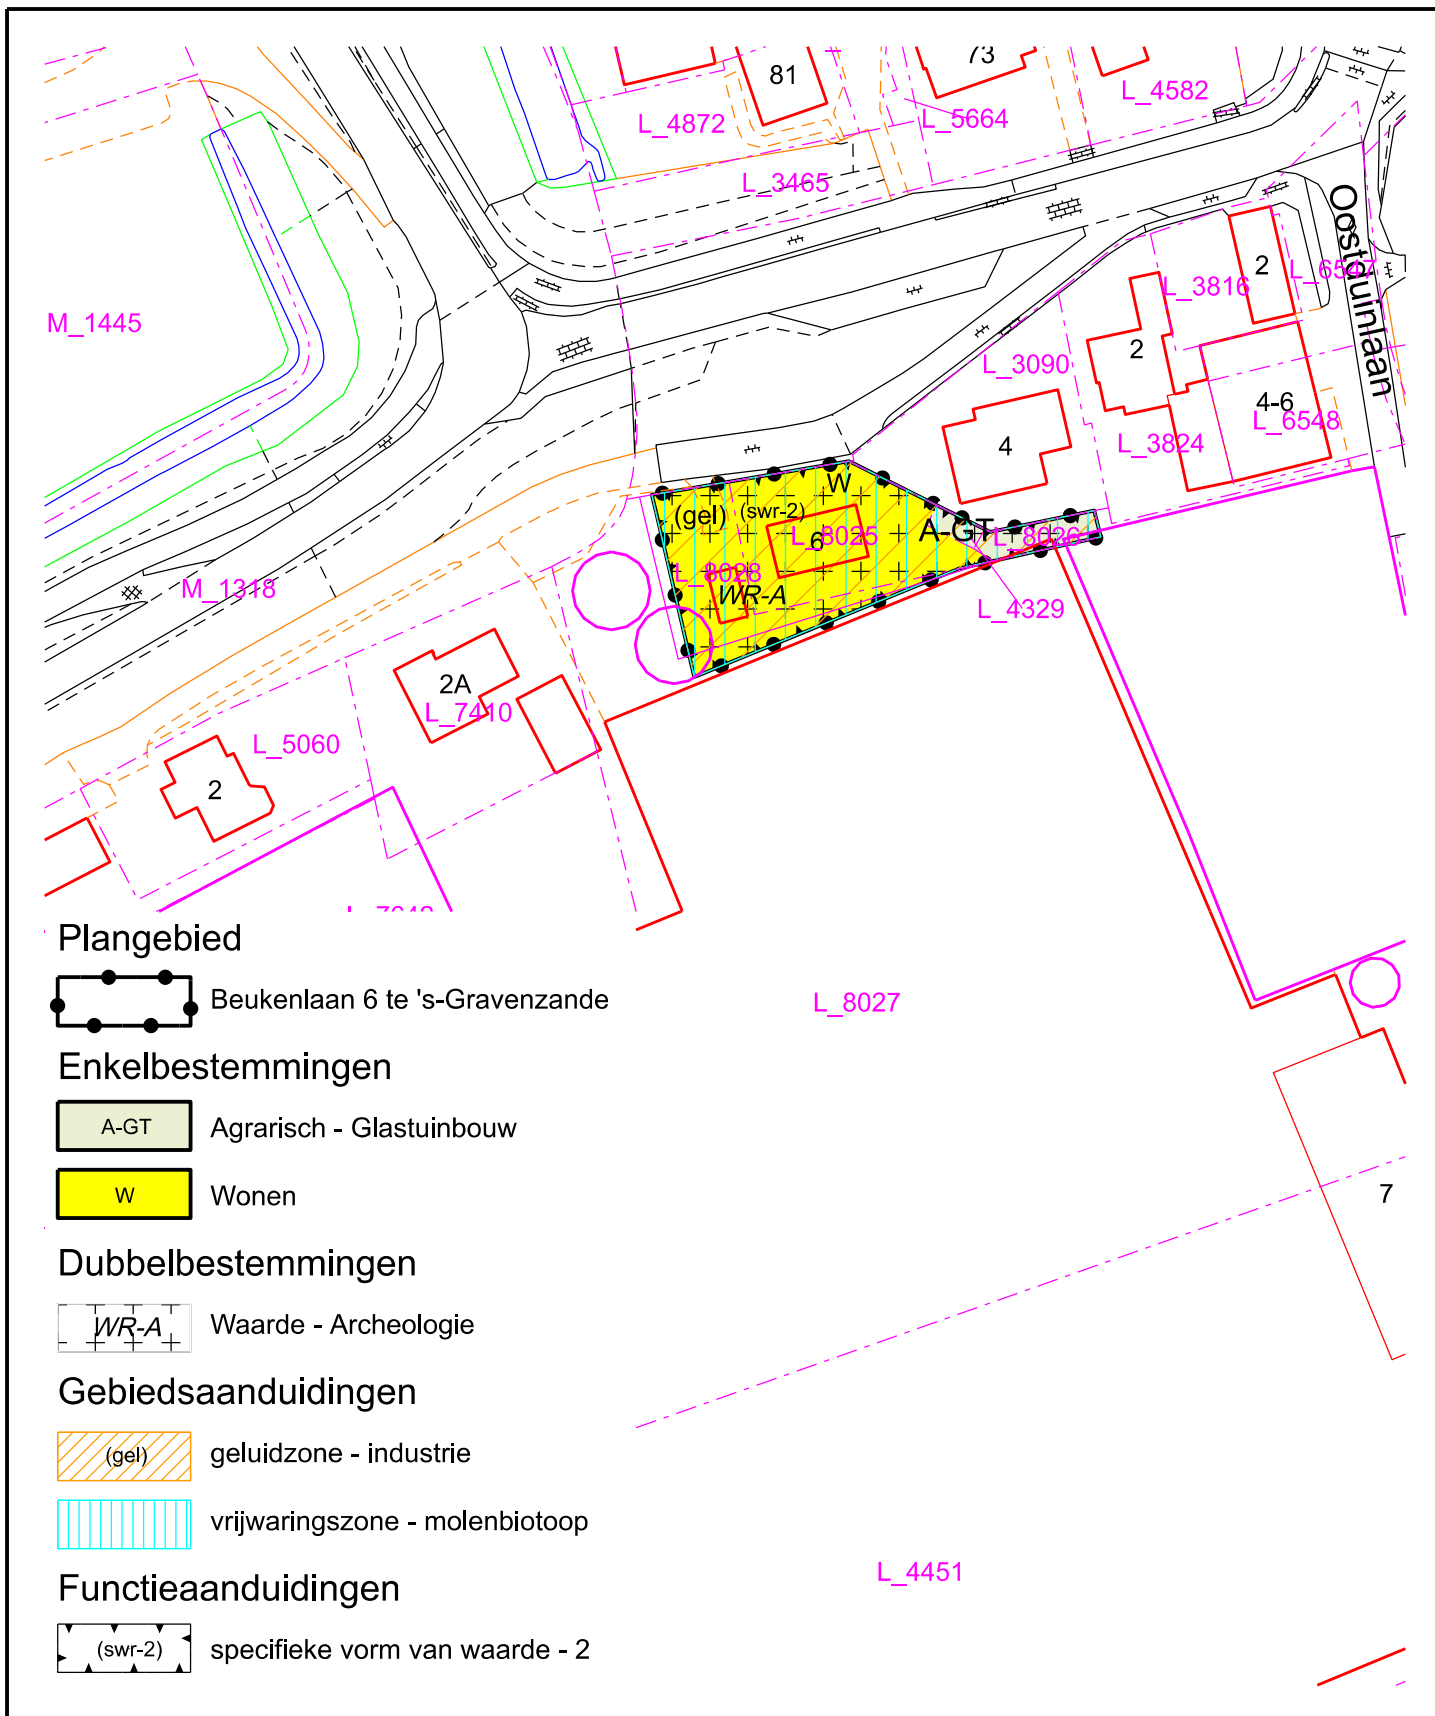 81
73
L_4582
L_4872
L_5664
L_3465
Oostduinlaan
2
L_6547
L_3816
M_1445
2
L_3090
4-6
L_6548
4
L_3824
W
(gel)
(swr-2)
A-GT
6
L_8025
L_8026
L_8028
WR-A
L_4329
M_1318
2A
L_7410
L_5060
2
Plangebied
Beukenlaan 6 te 's-Gravenzande
L_8027
Enkelbestemmingen
A-GT
Agrarisch - Glastuinbouw
W
Wonen
7
Dubbelbestemmingen
WR-A
Waarde - Archeologie
Gebiedsaanduidingen
(gel)
geluidzone - industrie
vrijwaringszone - molenbiotoop
L_4451
Functieaanduidingen
(swr-2)
specifieke vorm van waarde - 2